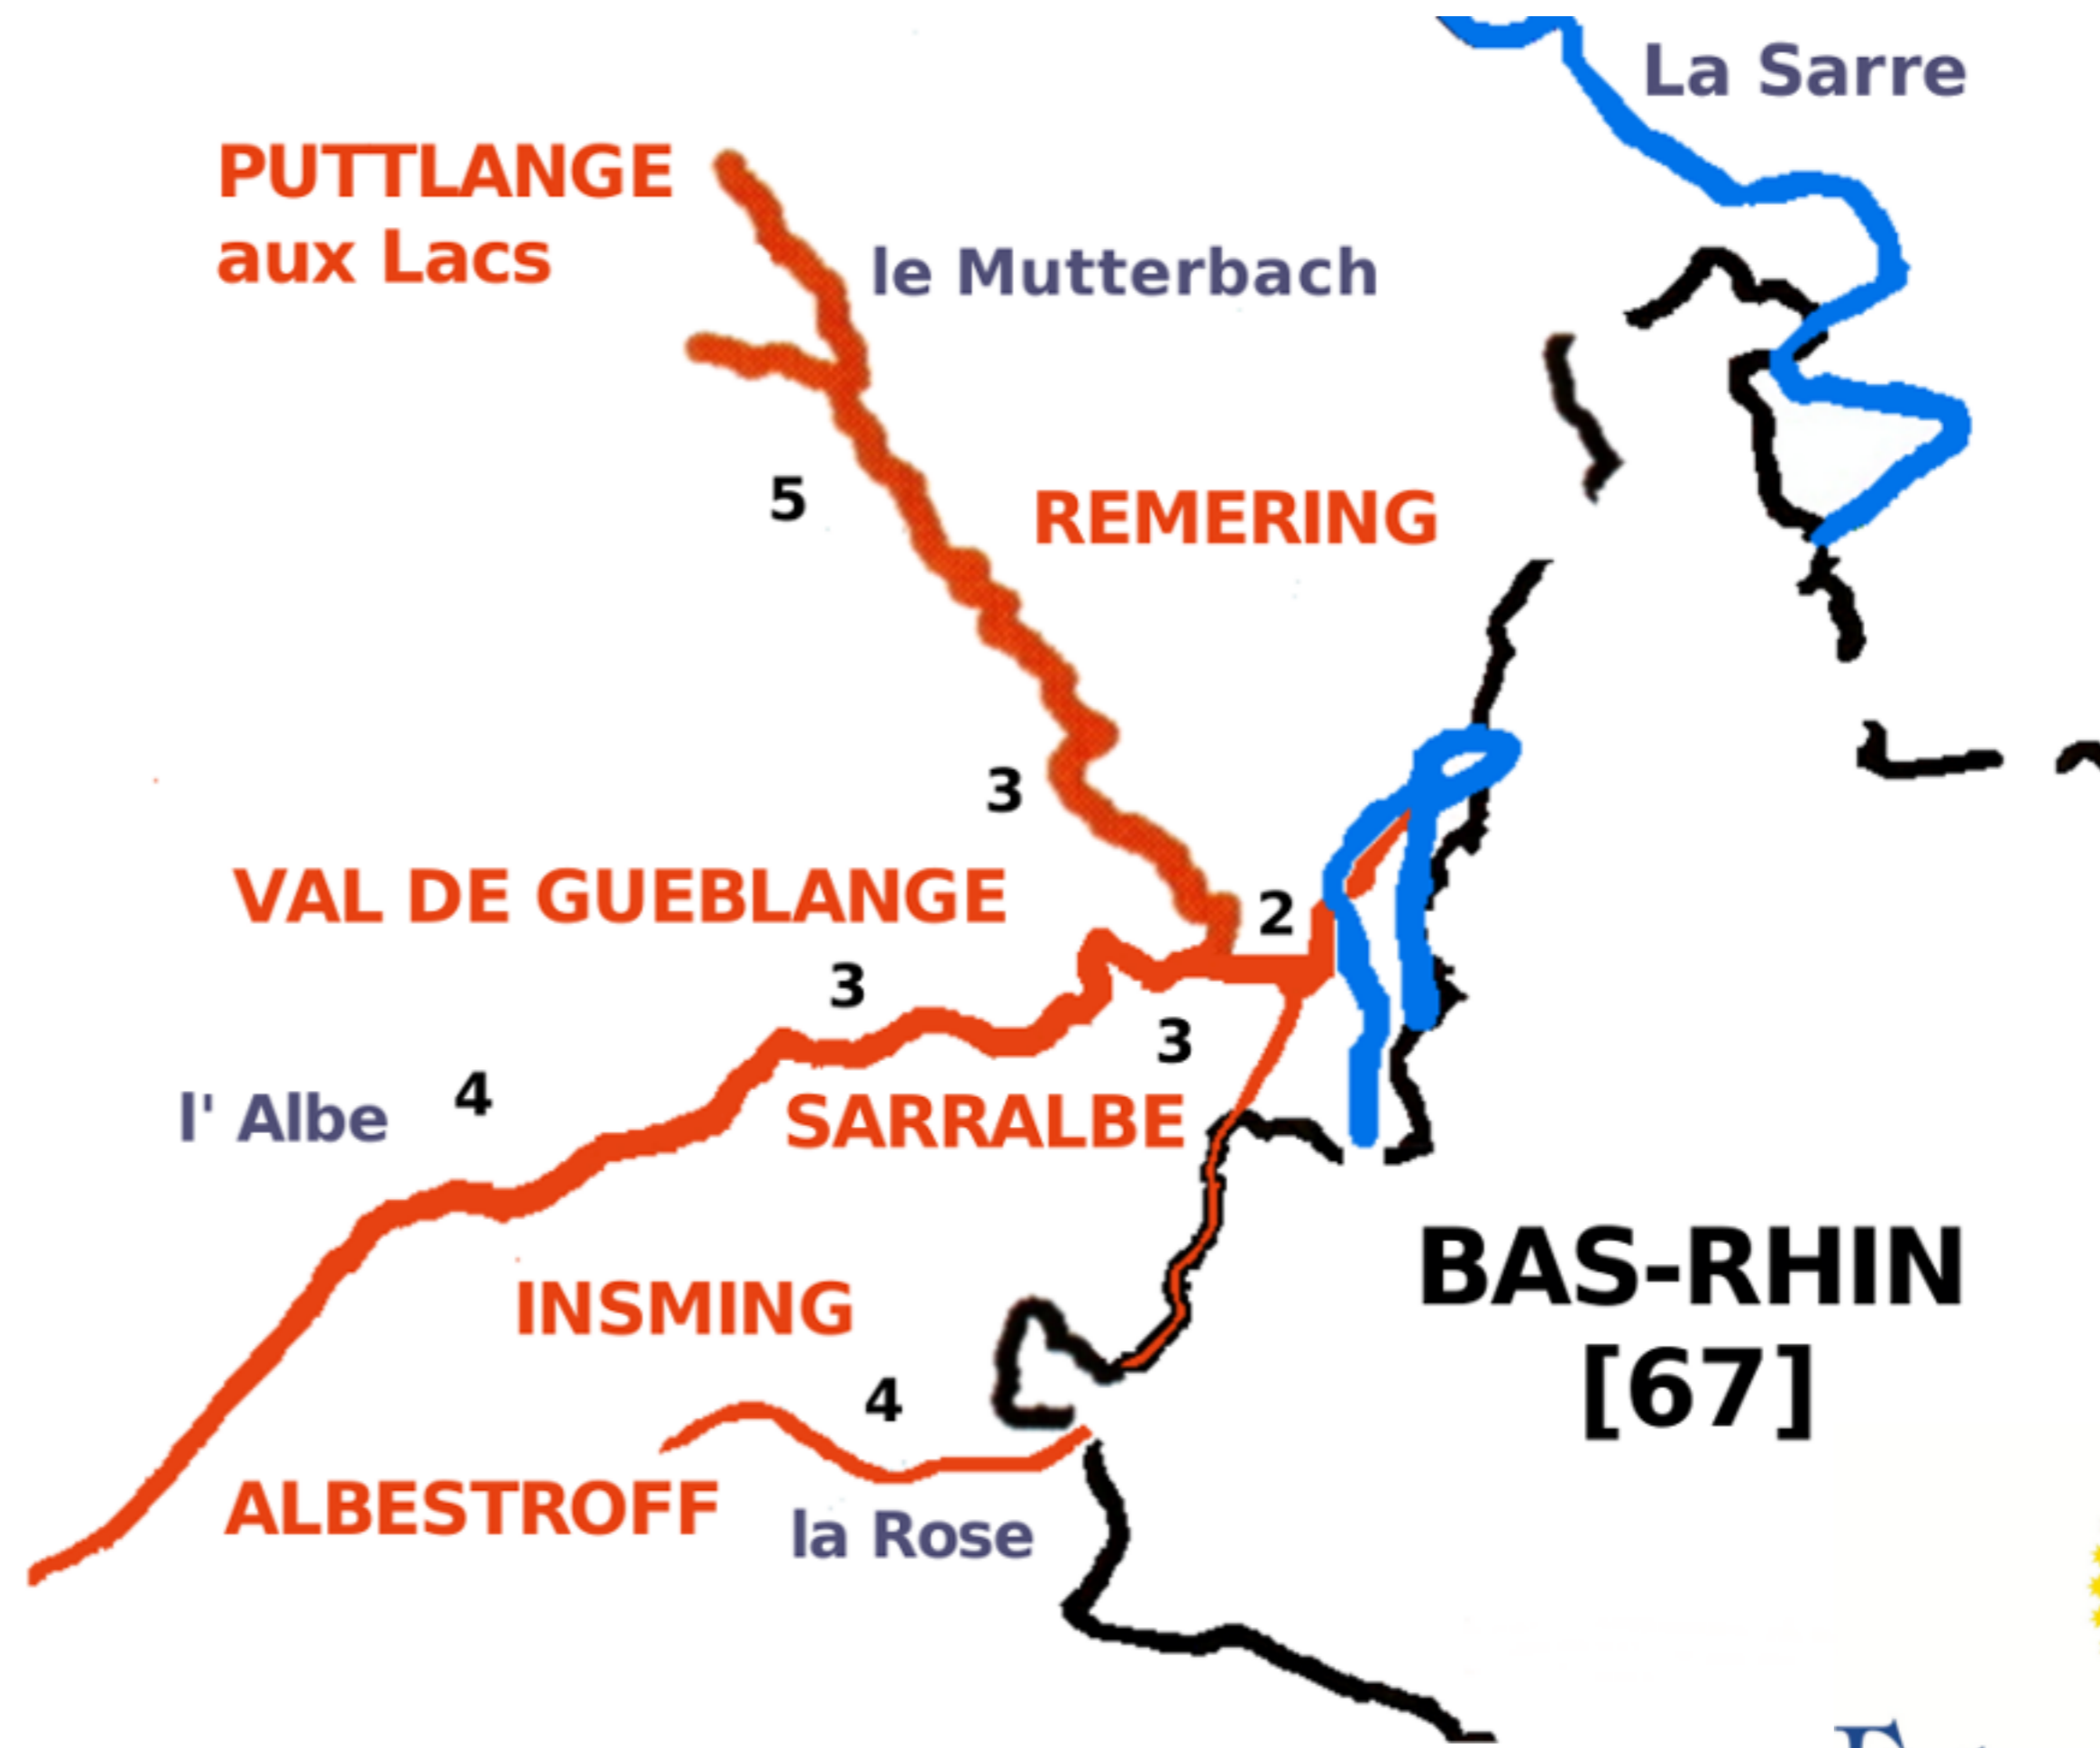 La Sarre
PUTTLANGE
aux Lacs
le Mutterbach
5
REMERING
3
VAL DE GUEBLANGE
2
3
3
l' Albe
4
SARRALBE
BAS-RHIN
[67]
INSMING
4
ALBESTROFF
la Rose